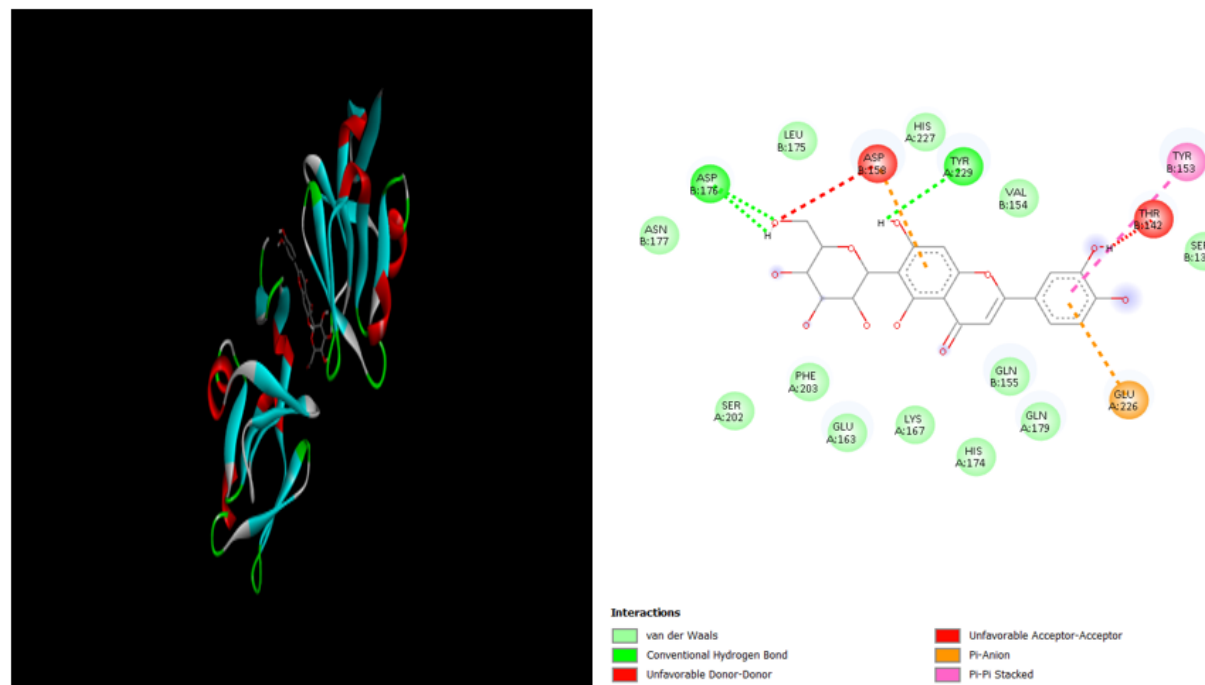 LEU
B:175
HIS
A:227
ASP
B:158
TYR
A:229
TYR
B:153
ASP
B:176
VAL
B:154
THR
B:142
ASN
B:177
SER
H
O
H
O
O
O
O
H
O
O
O
O
O
O
O
O
PHE
A:203
GLN
B:155
SER
A:202
GLU
A:163
LYS
A:167
GLN
A:179
GLU
A:226
HIS
A:174
Interactions
van der Waals
Conventional Hydrogen Bond
Unfavorable Donor-Donor
Unfavorable Acceptor-Acceptor
Pi-Anion
Pi-Pi Stacked